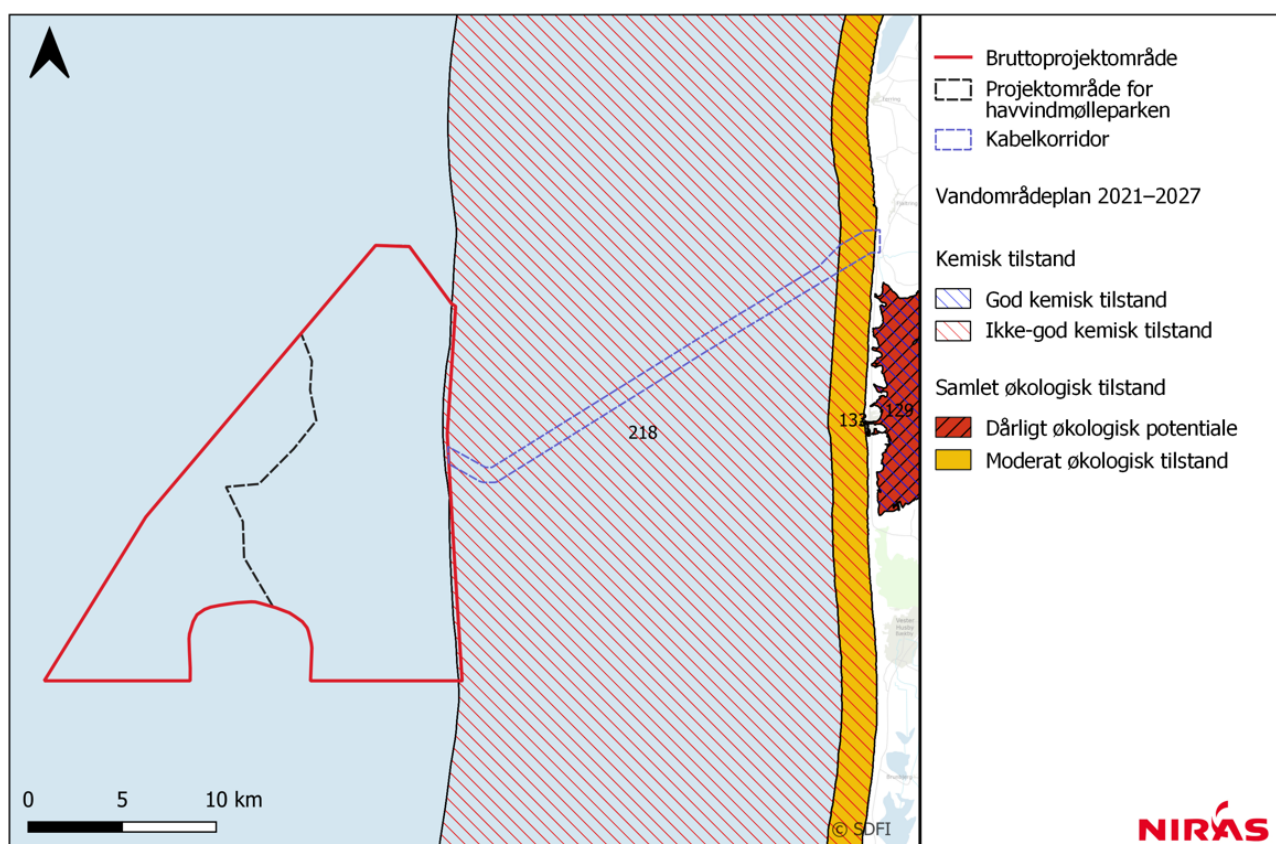 Bruttoprojektområde
Projektområde for
havvindmølleparken
Kabelkorridor
Vandområdeplan 2021–2027
Kemisk tilstand
God kemisk tilstand
Ikke-god kemisk tilstand
Samlet økologisk tilstand
Dårligt økologisk potentiale
Moderat økologisk tilstand
218
133
129
0 5 10 km
© SDFI
NIRAS